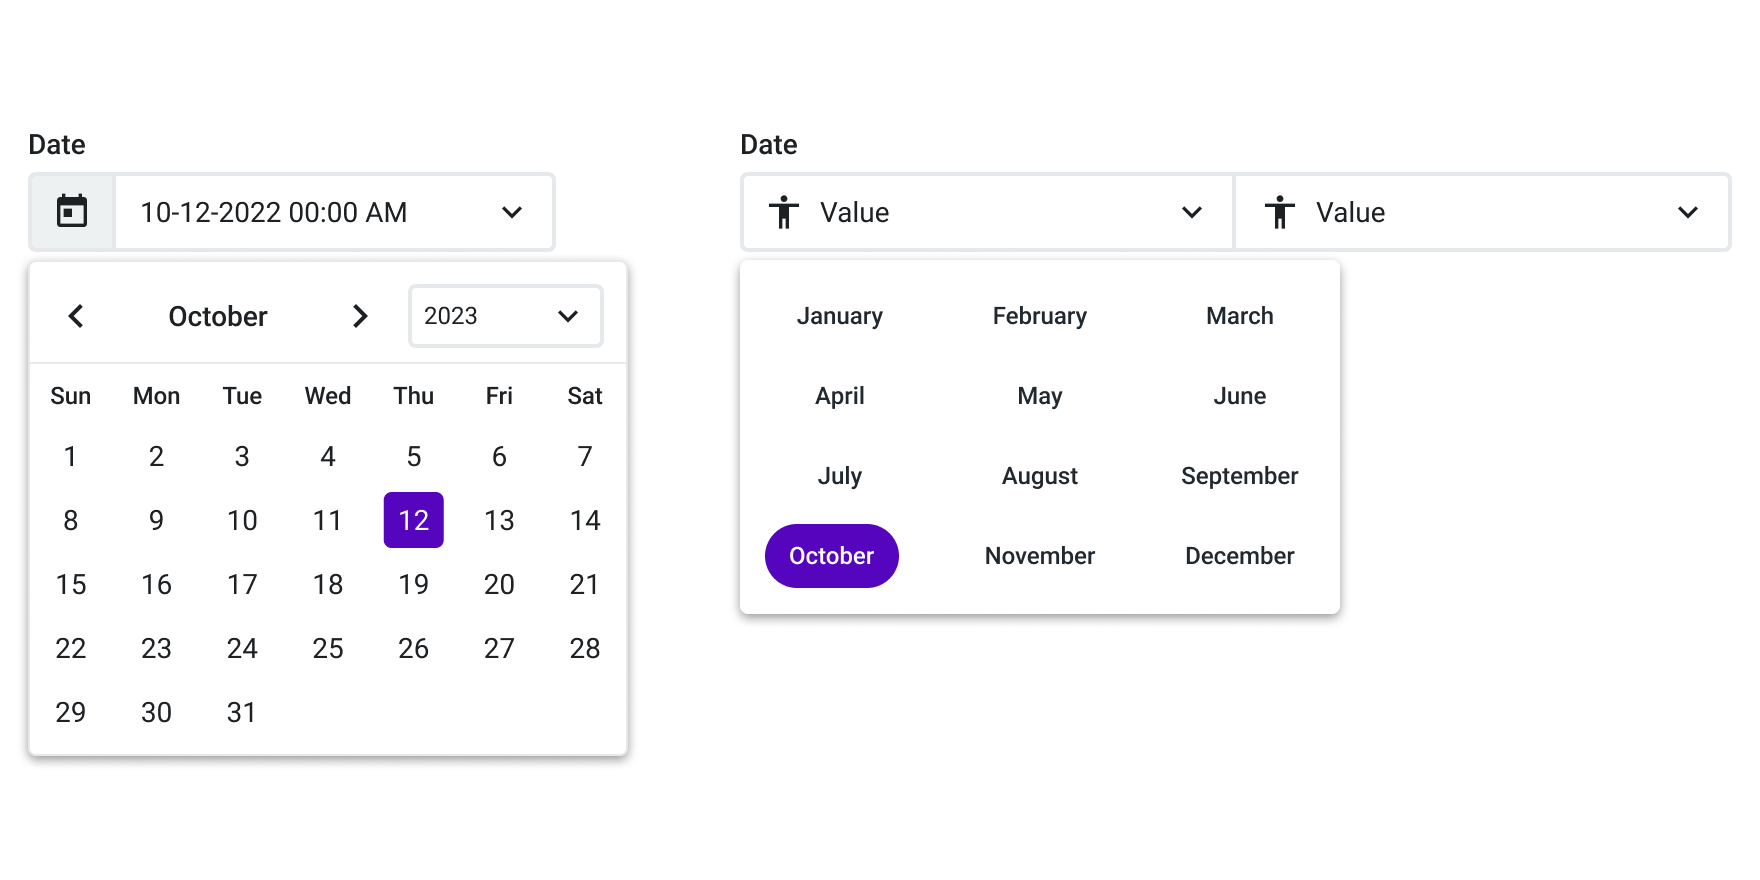 Date
10-12-2022 00:00 AM
October 2023
Sun Mon Tue Wed Thu Fri Sat
1 2 3 4 5 6 7
8 9 10 11 12 13 14
15 16 17 18 19 20 21
22 23 24 25 26 27 28
29 30 31
Date
Value Value
January February March
April May June
July August September
October November December